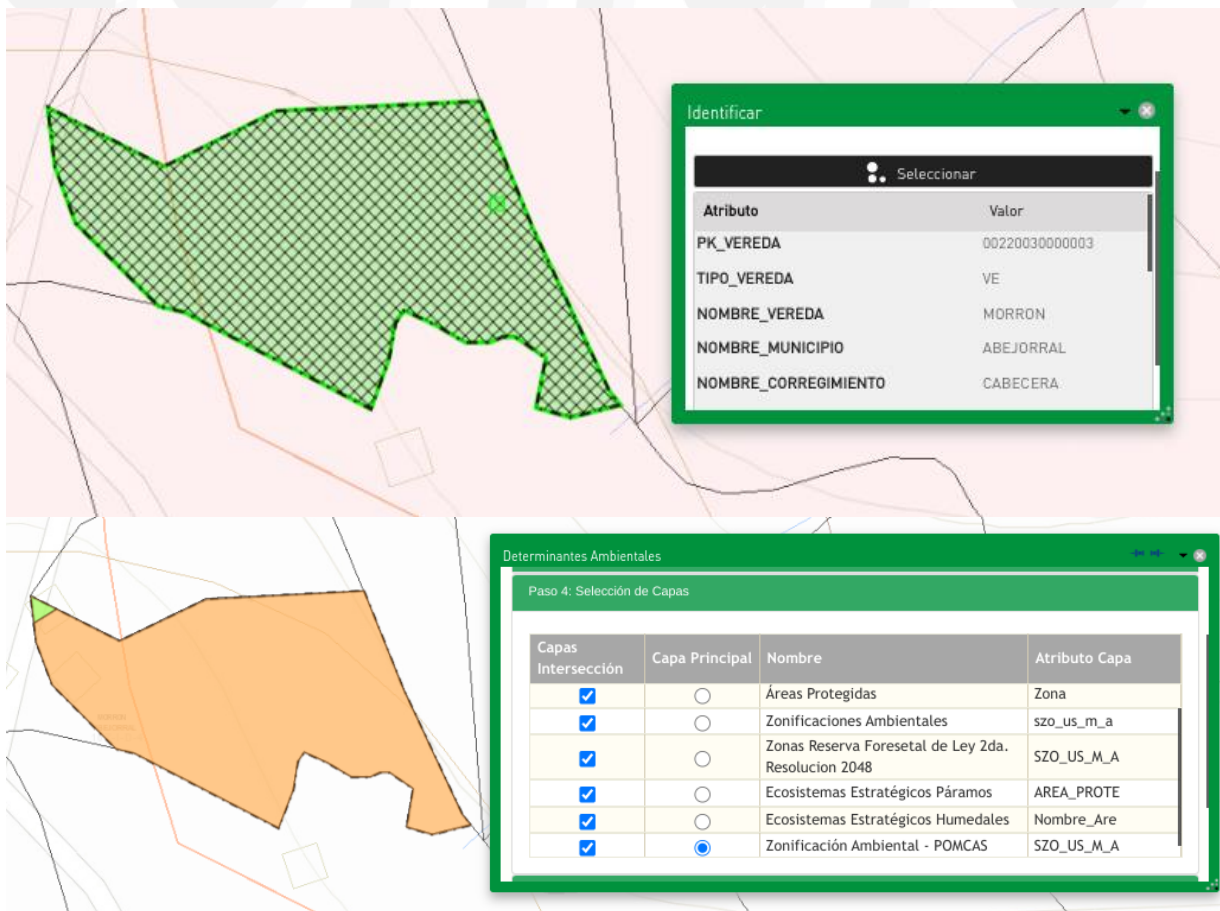 Identificar
Seleccionar
Atributo Valor
PK_VEREDA 00220030000003
TIPO_VEREDA VE
NOMBRE_VEREDA MORRON
NOMBRE_MUNICIPIO ABEJORRAL
NOMBRE_CORREGIMIENTO CABECERA
Determinantes Ambientales
Paso 4: Selección de Capas
Capas Intersección Capa Principal Nombre Atributo Capa
Áreas Protegidas Zona
Zonificaciones Ambientales szo_us_m_a
Zonas Reserva Foresetal de Ley 2da.
Resolucion 2048 SZO_US_M_A
Ecosistemas Estratégicos Páramos AREA_PROTE
Ecosistemas Estratégicos Humedales Nombre_Are
Zonificación Ambiental - POMCAS SZO_US_M_A